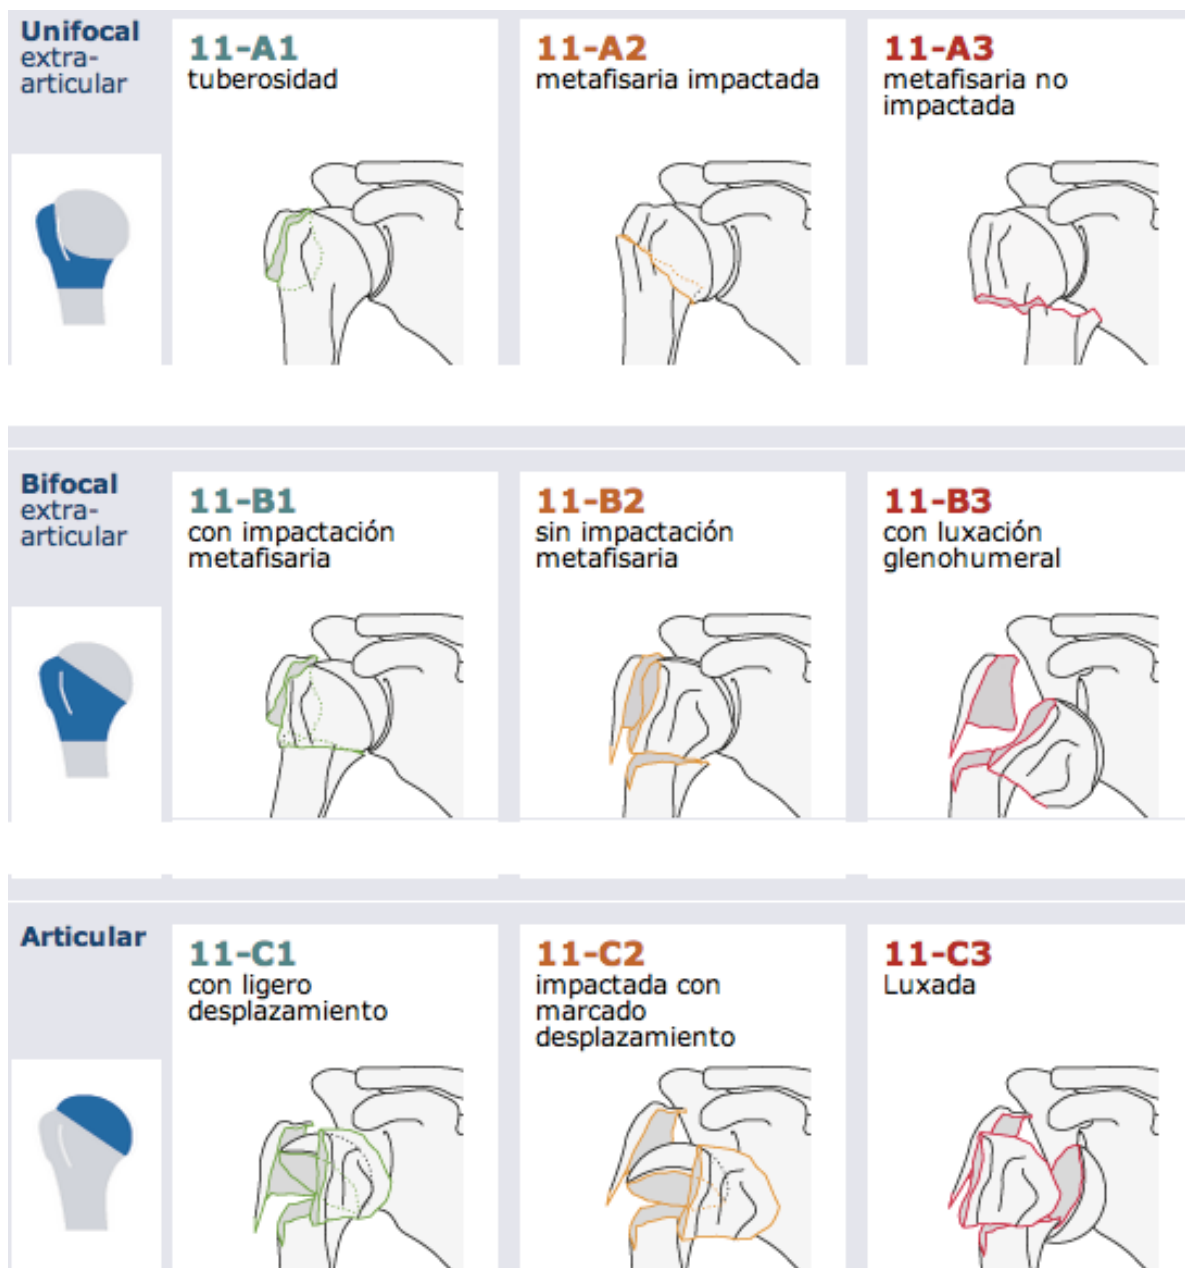 Unifocal
extra-
articular
11-A1
tuberosidad
11-A2
metafisaria impactada
11-A3
metafisaria no
impactada
Bifocal
extra-
articular
11-B1
con impactación
metafisaria
11-B2
sin impactación
metafisaria
11-B3
con luxación
glenohumeral
Articular
11-C1
con ligero
desplazamiento
11-C2
impactada con
marcado
desplazamiento
11-C3
Luxada